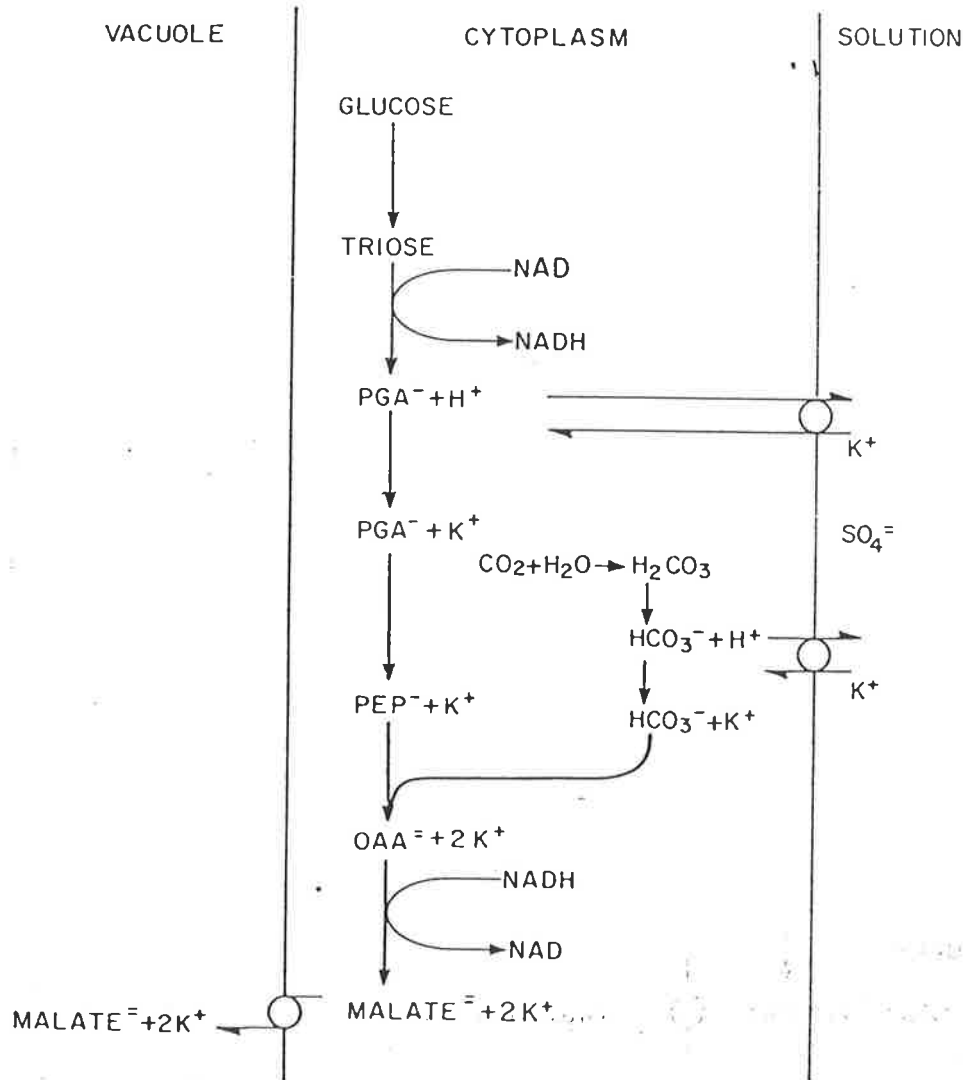 VACUOLE CYTOPLASM SOLUTION
GLUCOSE
TRIOSE
NAD
NADH
PGA⁻ + H⁺
K⁺
PGA⁻ + K⁺
SO₄⁼
CO₂+H₂O → H₂CO₃
HCO₃⁻ + H⁺
K⁺
PEP⁻ + K⁺
HCO₃⁻ + K⁺
OAA⁼ + 2K⁺
NADH
NAD
MALATE⁼ + 2K⁺ MALATE⁼ + 2K⁺